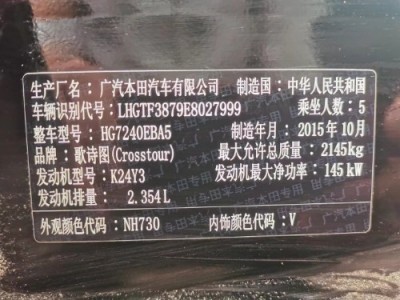 生产厂名：广汽本田汽车有限公司 制造国：中华人民共和国
车辆识别代号：LHGTF3879E8027999 乘坐人数：5
整车型号：HG7240EBA5 制造年月：2015年10月
品牌：歌诗图(Crosstour) 最大允许总质量：2145kg
发动机型号：K24Y3 发动机最大净功率：145kW
发动机排量：2.354L
外观颜色代码：NH730 内饰颜色代码：V